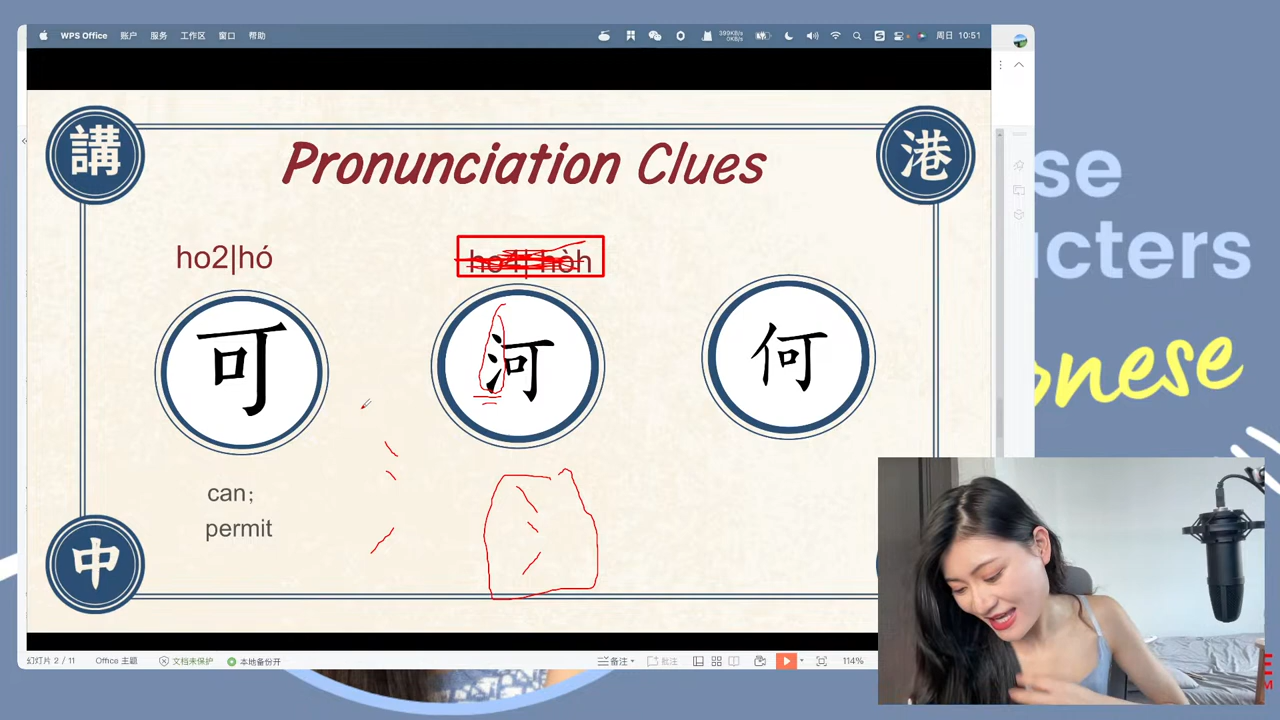 WPS Office 账户 服务 工作区 窗口 帮助 周日 10:51
講 港
Pronunciation Clues
ho2|hó
ho4| hòh
可 河 何
can;
permit
中
se
cters
nese
幻灯片 2 / 11 Office 主题 文档未保护 本地备份开 备注 批注 114%